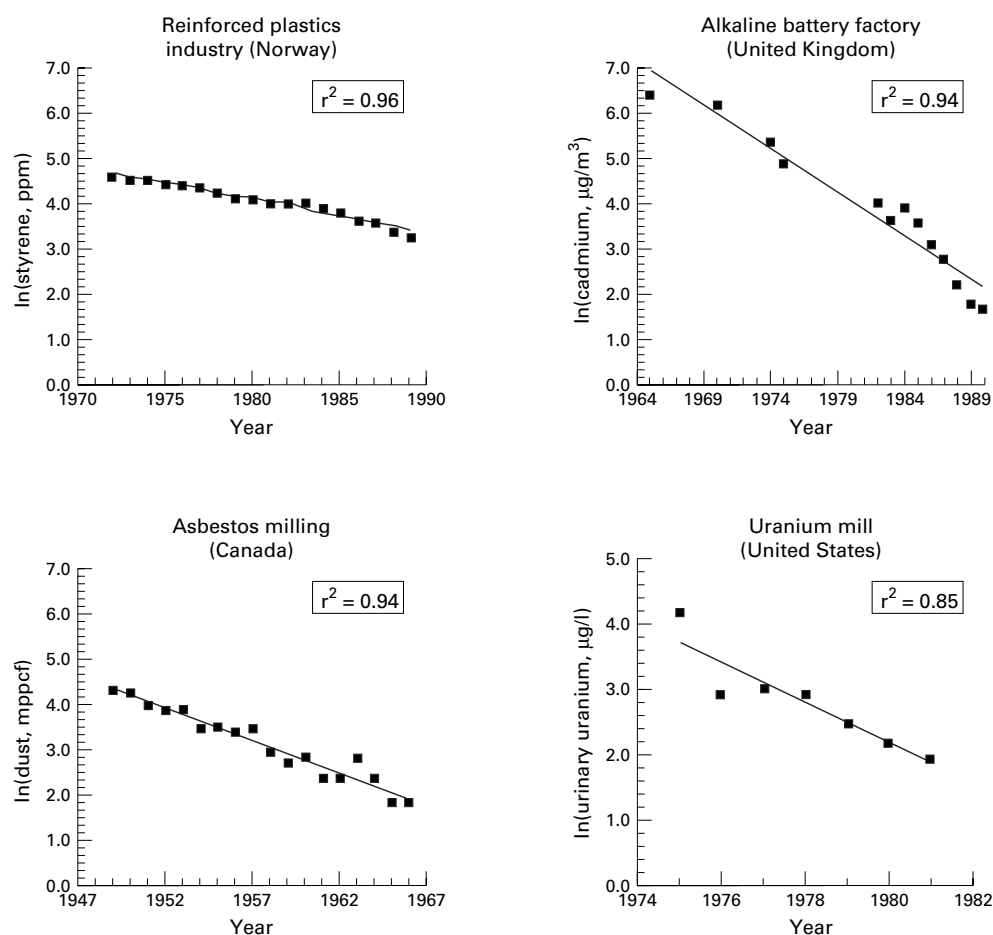 Reinforced plastics
industry (Norway)
7.0
6.0
5.0
4.0
3.0
2.0
1.0
0.0
ln(styrene, ppm)
r² = 0.96
1970 1975 1980 1985 1990
Year
Alkaline battery factory
(United Kingdom)
7.0
6.0
5.0
4.0
3.0
2.0
1.0
0.0
ln(cadmium, µg/m³)
r² = 0.94
1964 1969 1974 1979 1984 1989
Year
Asbestos milling
(Canada)
7.0
6.0
5.0
4.0
3.0
2.0
1.0
0.0
ln(dust, mppcf)
r² = 0.94
1947 1952 1957 1962 1967
Year
Uranium mill
(United States)
5.0
4.0
3.0
2.0
1.0
0.0
ln(urinary uranium, µg/l)
r² = 0.85
1974 1976 1978 1980 1982
Year